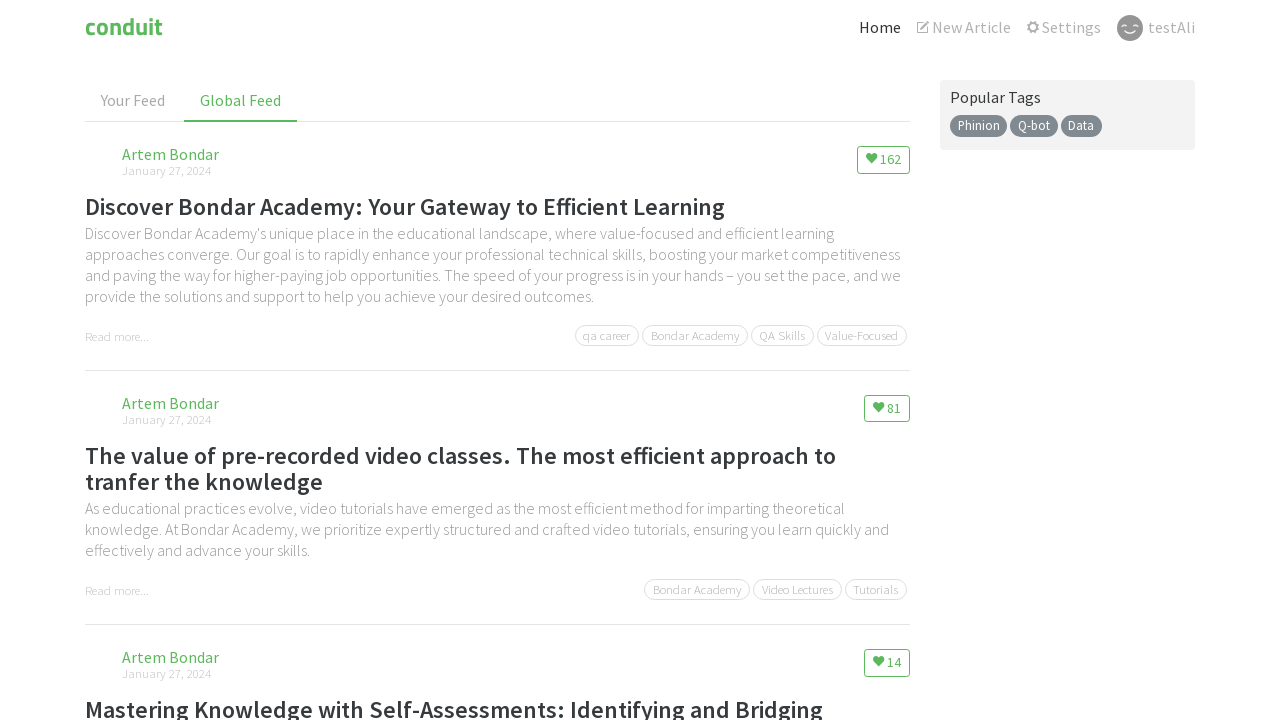 conduit
Home
New Article
Settings
testAli
Your Feed
Global Feed
Popular Tags
Phinion
Q-bot
Data
Artem Bondar
January 27, 2024
162
Discover Bondar Academy: Your Gateway to Efficient Learning
Discover Bondar Academy's unique place in the educational landscape, where value-focused and efficient learning
approaches converge. Our goal is to rapidly enhance your professional technical skills, boosting your market competitiveness
and paving the way for higher-paying job opportunities. The speed of your progress is in your hands – you set the pace, and we
provide the solutions and support to help you achieve your desired outcomes.
Read more...
qa career
Bondar Academy
QA Skills
Value-Focused
Artem Bondar
January 27, 2024
81
The value of pre-recorded video classes. The most efficient approach to
tranfer the knowledge
As educational practices evolve, video tutorials have emerged as the most efficient method for imparting theoretical
knowledge. At Bondar Academy, we prioritize expertly structured and crafted video tutorials, ensuring you learn quickly and
effectively and advance your skills.
Read more...
Bondar Academy
Video Lectures
Tutorials
Artem Bondar
January 27, 2024
14
Mastering Knowledge with Self-Assessments: Identifying and Bridging